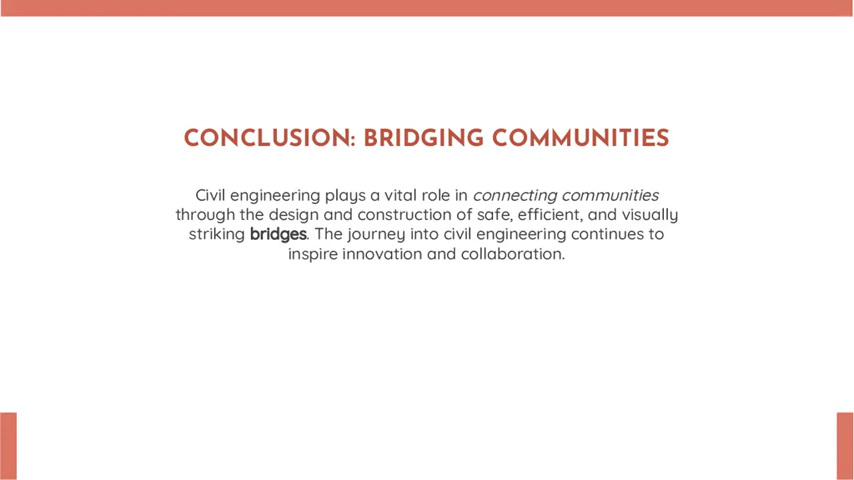 CONCLUSION: BRIDGING COMMUNITIES
Civil engineering plays a vital role in connecting communities
through the design and construction of safe, efficient, and visually
striking bridges. The journey into civil engineering continues to
inspire innovation and collaboration.